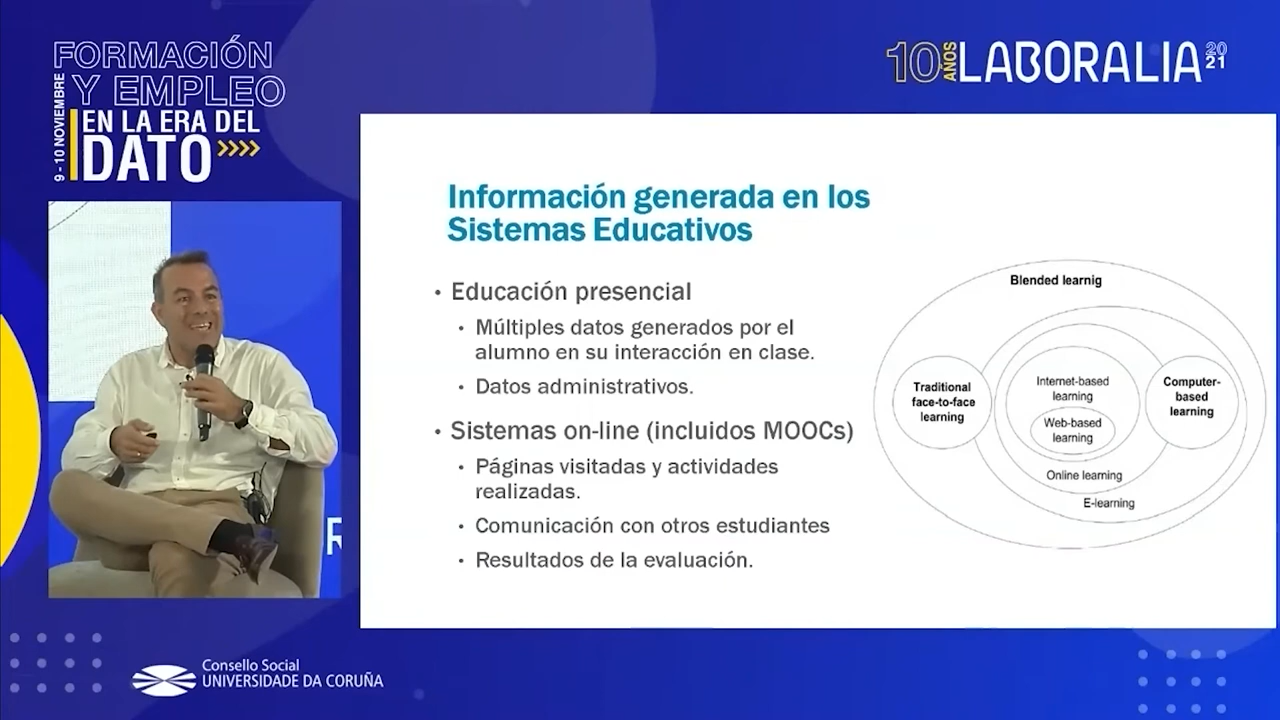 FORMACIÓN
Y EMPLEO
EN LA ERA DEL
DATO
9 - 10 NOVIEMBRE
10 AÑOS LABORALIA 2021
Información generada en los
Sistemas Educativos
• Educación presencial
• Múltiples datos generados por el
alumno en su interacción en clase.
• Datos administrativos.
• Sistemas on-line (incluidos MOOCs)
• Páginas visitadas y actividades
realizadas.
• Comunicación con otros estudiantes
• Resultados de la evaluación.
Blended learnig
Traditional
face-to-face
learning
Internet-based
learning
Web-based
learning
Computer-
based
learning
Online learning
E-learning
R
Consello Social
UNIVERSIDADE DA CORUÑA